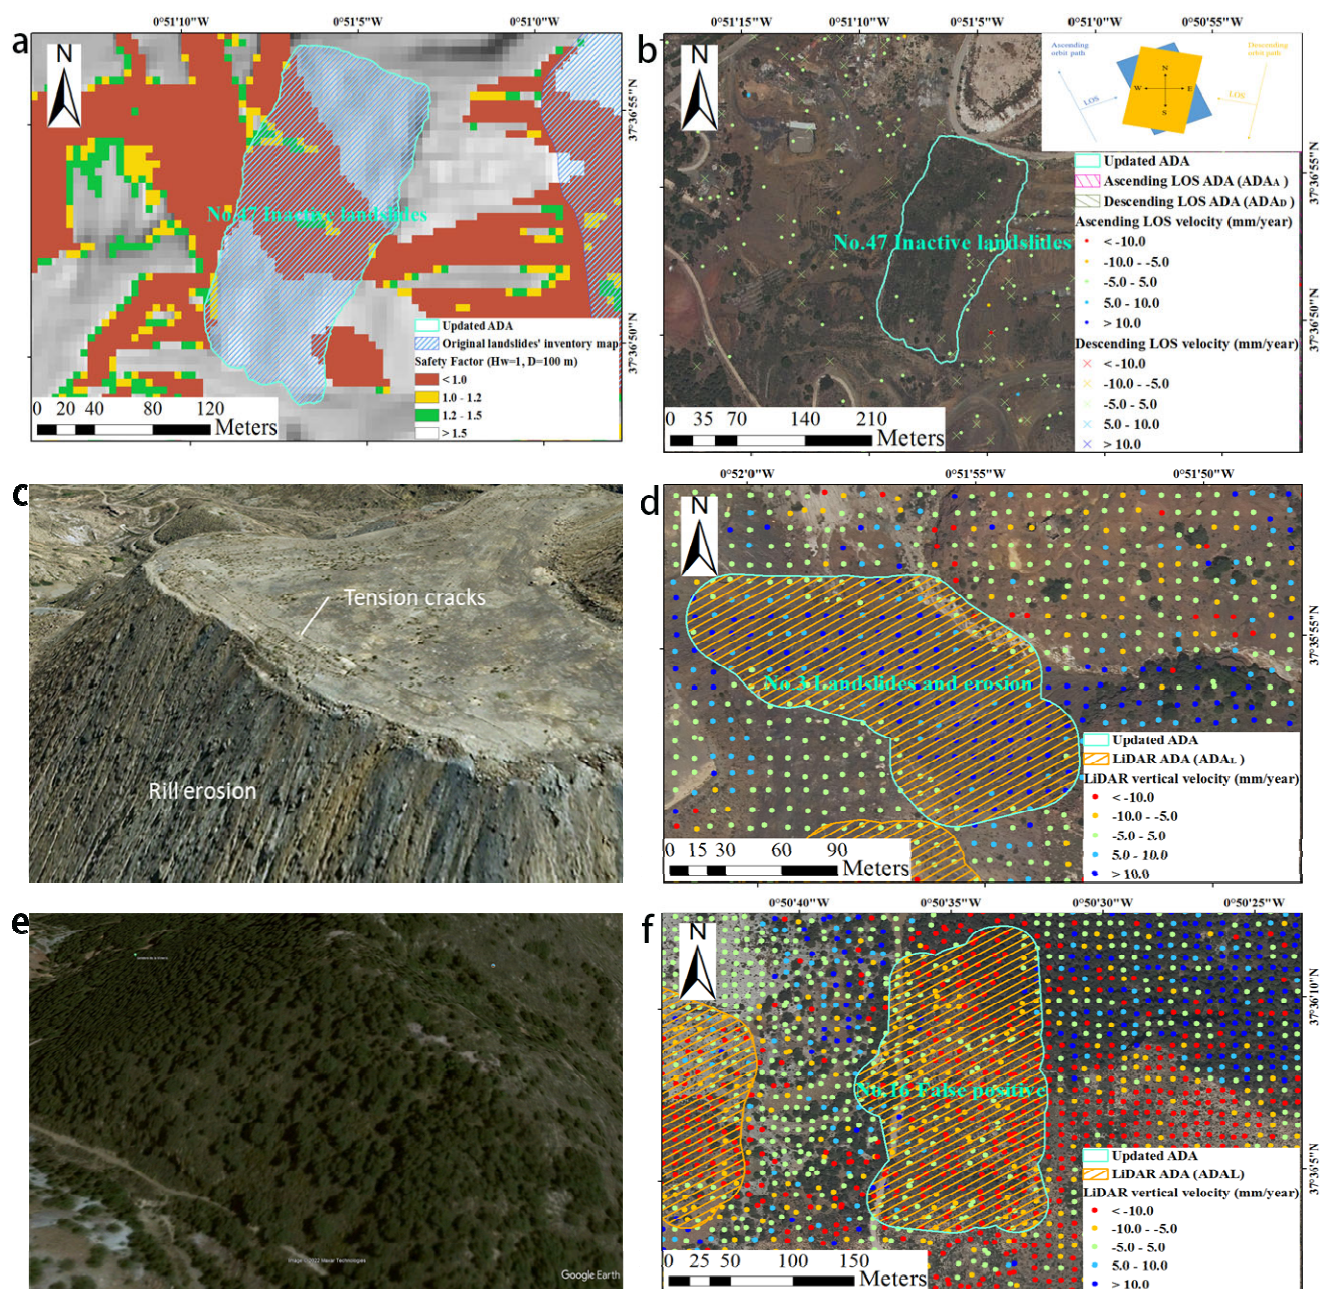 a
0°51'10"W 0°51'5"W 0°51'0"W
N
37°36'55"N
37°36'50"N
No.47 Inactive landslides
Updated ADA
Original landslides' inventory map
Safety Factor (Hw=1, D=100 m)
< 1.0
1.0 - 1.2
1.2 - 1.5
> 1.5
0 20 40 80 120
Meters
b
0°51'15"W 0°51'10"W 0°51'5"W 0°51'0"W 0°50'55"W
N
Ascending
orbit path
Descending
orbit path
LOS
LOS
N
W E
S
37°36'55"N
37°36'50"N
No.47 Inactive landslides
Updated ADA
Ascending LOS ADA (ADAA )
Descending LOS ADA (ADAD )
Ascending LOS velocity (mm/year)
< -10.0
-10.0 - -5.0
-5.0 - 5.0
5.0 - 10.0
> 10.0
Descending LOS velocity (mm/year)
< -10.0
-10.0 - -5.0
-5.0 - 5.0
5.0 - 10.0
> 10.0
0 35 70 140 210
Meters
c
Tension cracks
Rill erosion
d
0°52'0"W 0°51'55"W 0°51'50"W
N
37°35'55"N
No 3 Landslides and erosion
Updated ADA
LiDAR ADA (ADAL )
LiDAR vertical velocity (mm/year)
< -10.0
-10.0 - -5.0
-5.0 - 5.0
5.0 - 10.0
> 10.0
0 15 30 60 90
Meters
e
Image © 2022 Maxar Technologies
Google Earth
f
0°50'40"W 0°50'35"W 0°50'30"W 0°50'25"W
N
37°36'10"N
37°36'5"N
No.16 False positive
Updated ADA
LiDAR ADA (ADAL)
LiDAR vertical velocity (mm/year)
< -10.0
-10.0 - -5.0
-5.0 - 5.0
5.0 - 10.0
> 10.0
0 25 50 100 150
Meters